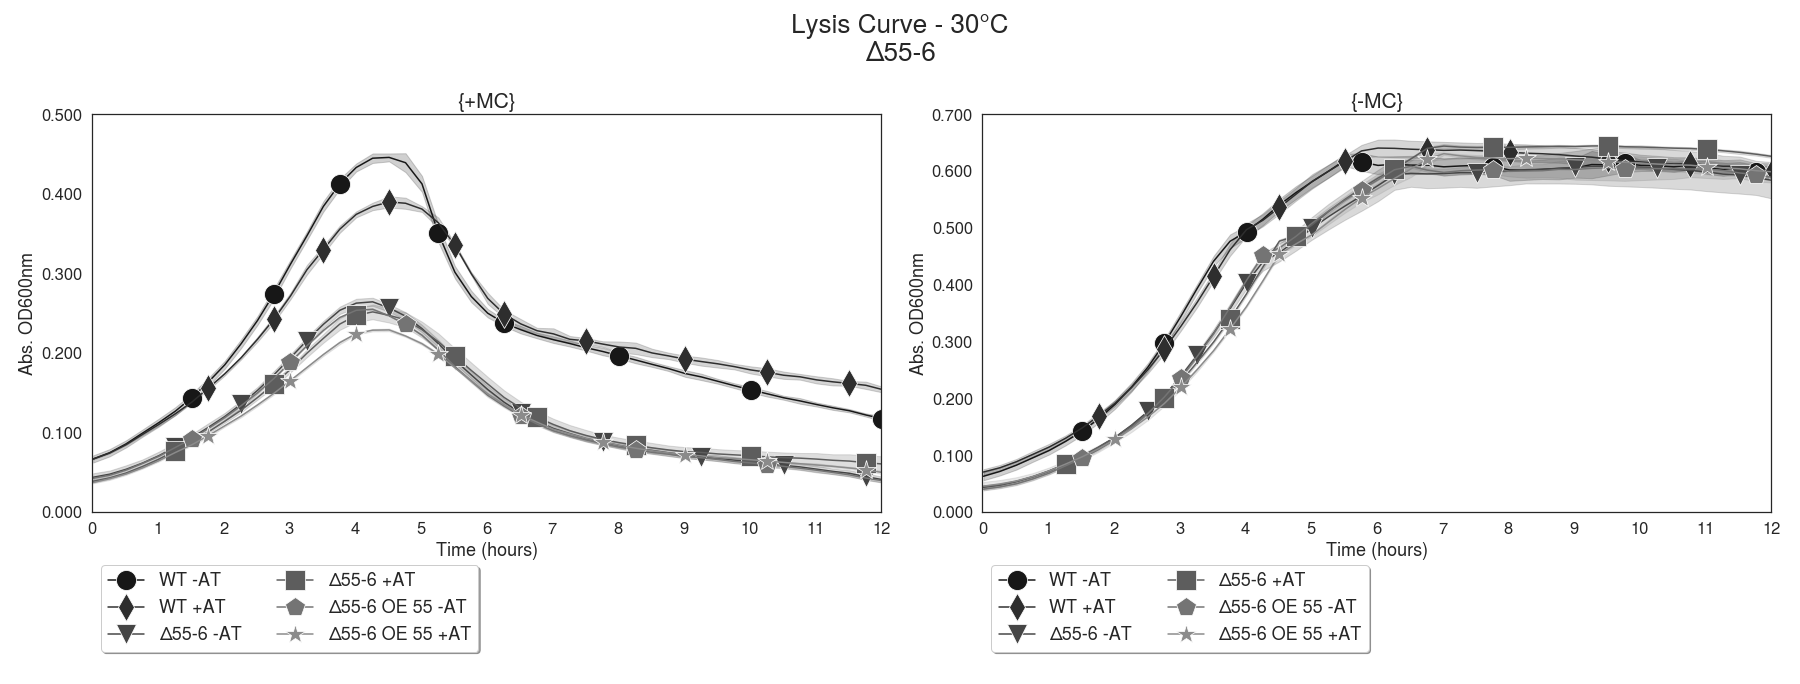 Lysis Curve - 30°C
Δ55-6
{+MC}
0.500
0.400
0.300
0.200
0.100
0.000
Abs. OD600nm
0 1 2 3 4 5 6 7 8 9 10 11 12
Time (hours)
WT -AT
WT +AT
Δ55-6 -AT
Δ55-6 +AT
Δ55-6 OE 55 -AT
Δ55-6 OE 55 +AT
{-MC}
0.700
0.600
0.500
0.400
0.300
0.200
0.100
0.000
Abs. OD600nm
0 1 2 3 4 5 6 7 8 9 10 11 12
Time (hours)
WT -AT
WT +AT
Δ55-6 -AT
Δ55-6 +AT
Δ55-6 OE 55 -AT
Δ55-6 OE 55 +AT